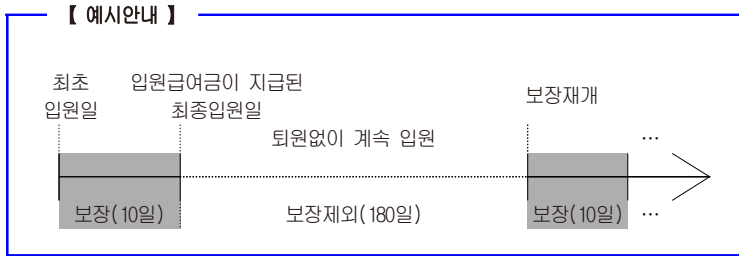 【 예시안내 】
최초
입원일
입원급여금이 지급된
최종입원일
보장재개
퇴원없이 계속 입원
…
보장(10일)
보장제외(180일)
보장(10일)
…